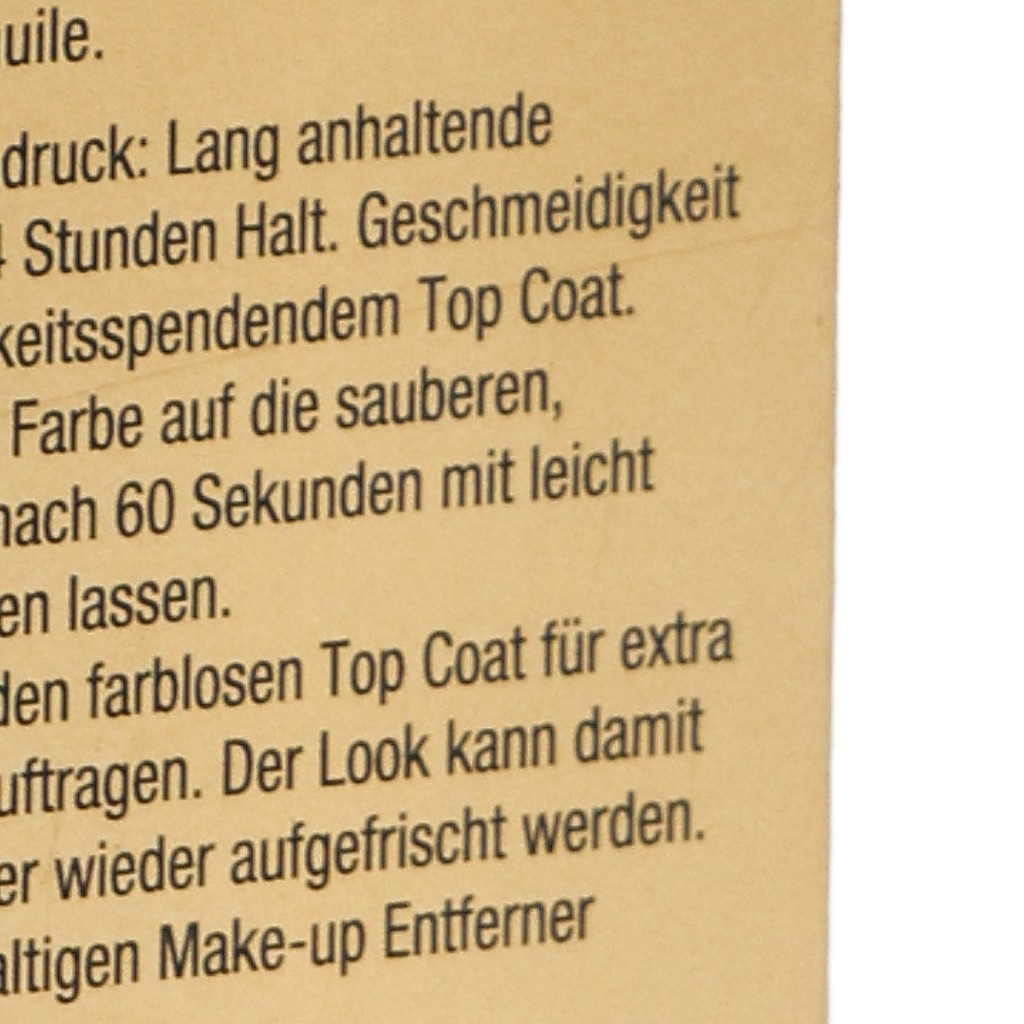 uile.
druck: Lang anhaltende
4 Stunden Halt. Geschmeidigkeit
keitsspendendem Top Coat.
Farbe auf die sauberen,
nach 60 Sekunden mit leicht
en lassen.
den farblosen Top Coat für extra
uftragen. Der Look kann damit
er wieder aufgefrischt werden.
altigen Make-up Entferner